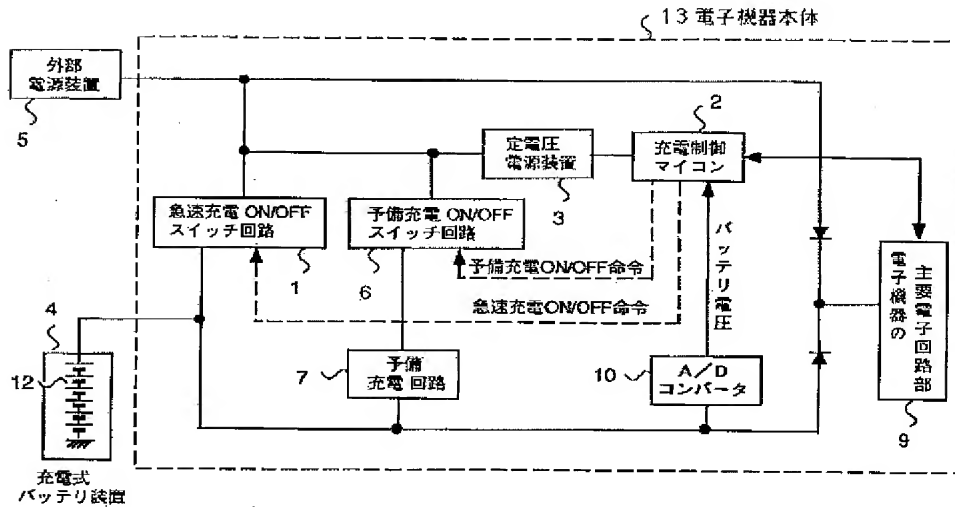 13 電子機器本体
外部
電源装置
5
2
定電圧
電源装置
3
充電制御
マイコン
急速充電 ON/OFF
スイッチ回路
1
予備充電 ON/OFF
スイッチ回路
6
予備充電ON/OFF命令
急速充電ON/OFF命令
バッテリ電圧
4
12
7
予備
充電回路
10
A/D
コンバータ
主要電子回路部
電子機器の
9
充電式
バッテリ装置